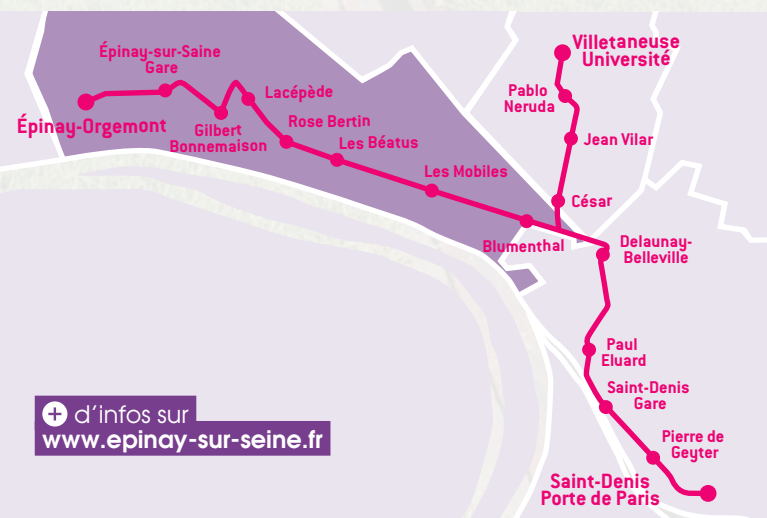 Épinay-sur-Saine
Gare
Épinay-Orgemont
Gilbert
Bonnemaison
Lacépède
Rose Bertin
Les Béatus
Les Mobiles
Blumenthal
Villetaneuse
Université
Pablo
Neruda
Jean Vilar
César
Delaunay-
Belleville
Paul
Eluard
Saint-Denis
Gare
Pierre de
Geyter
Saint-Denis
Porte de Paris
+ d’infos sur
www.epinay-sur-seine.fr